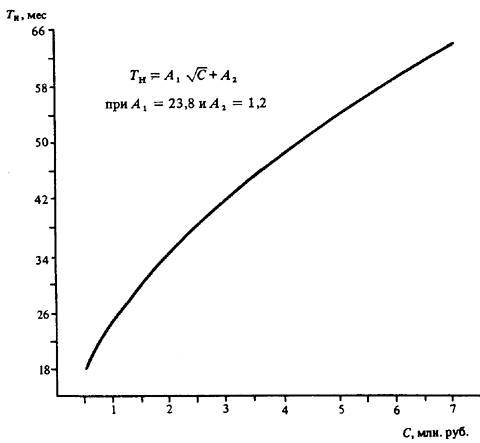 Tн, мес
66
58
50
42
34
26
18
Tн = A₁ √C + A₂
при A₁ = 23,8 и A₂ = 1,2
1 2 3 4 5 6 7
C, млн. руб.